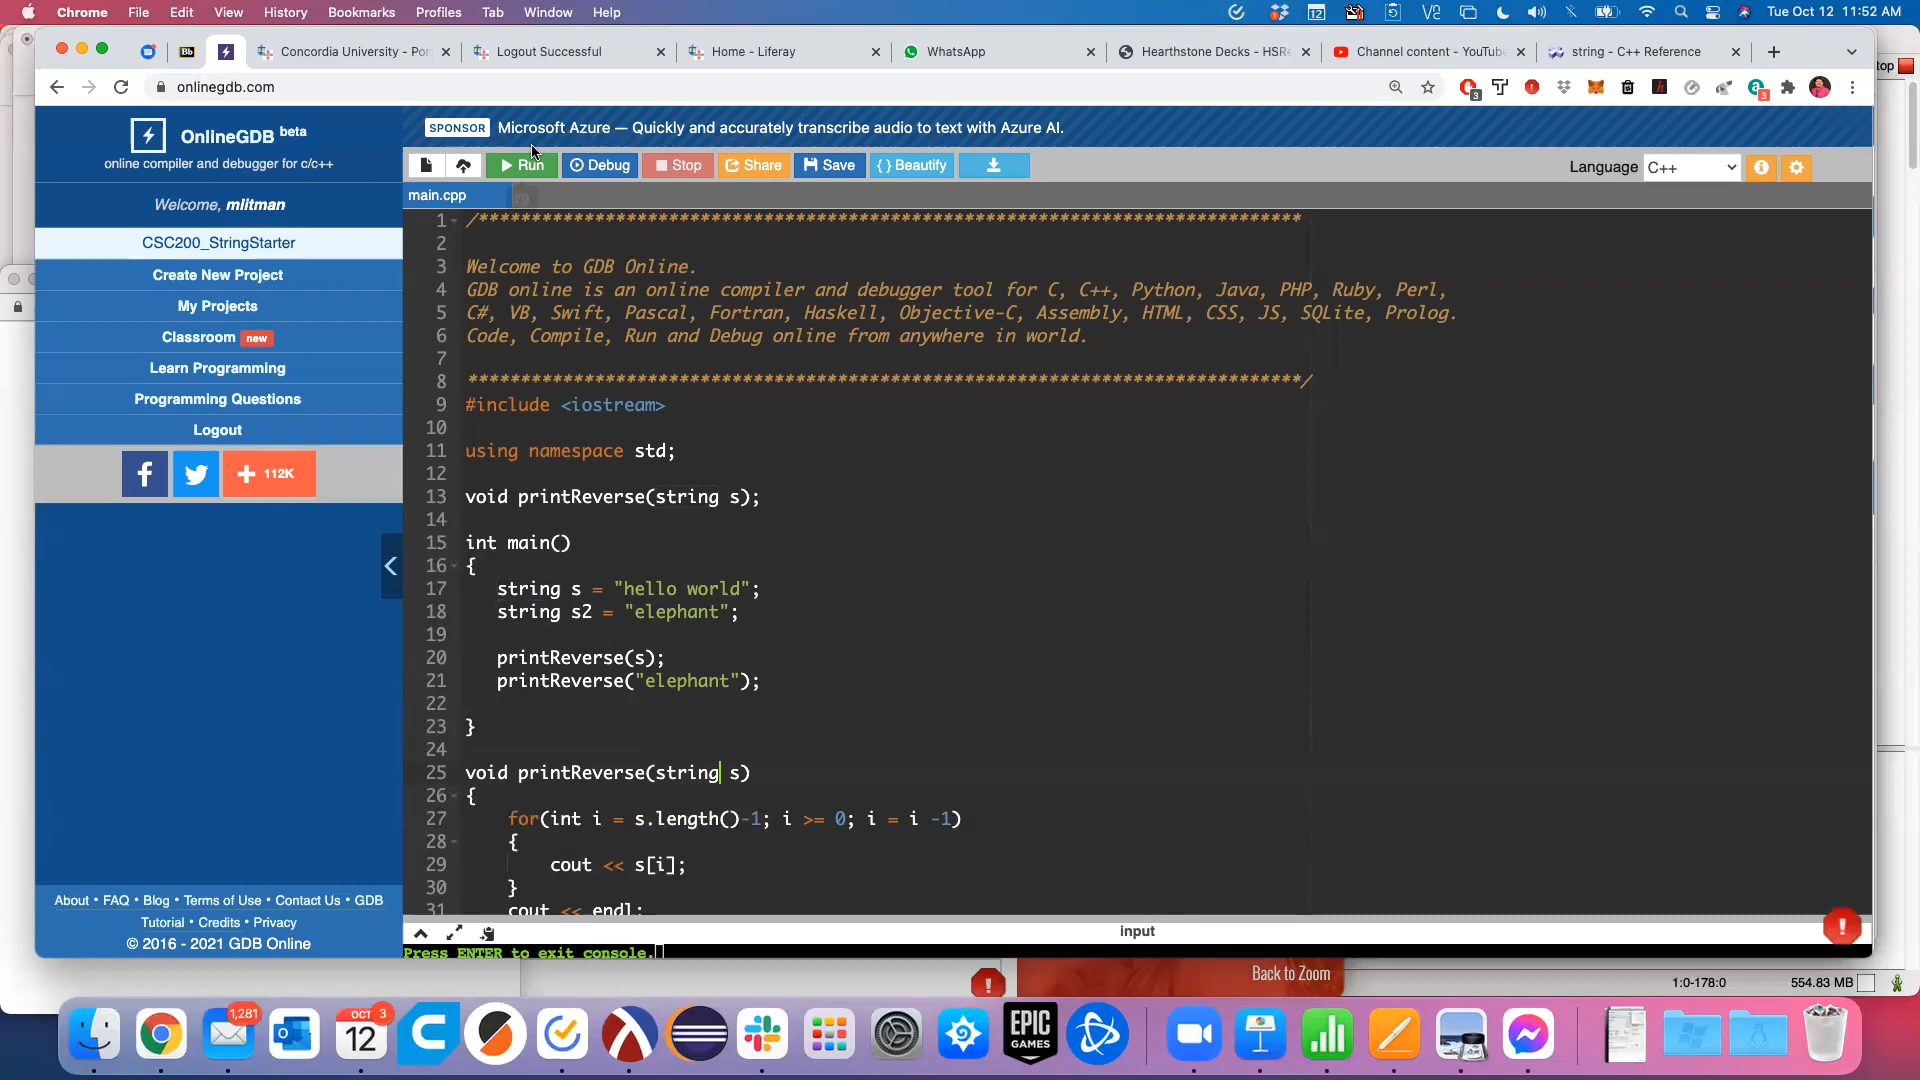 Chrome File Edit View History Bookmarks Profiles Tab Window Help
12
Tue Oct 12 11:52 AM
Bb
Concordia University - Por
Logout Successful
Home - Liferay
WhatsApp
Hearthstone Decks - HSRe
Channel content - YouTube
string - C++ Reference
top
onlinegdb.com
3
3
OnlineGDB beta
online compiler and debugger for c/c++
SPONSOR Microsoft Azure — Quickly and accurately transcribe audio to text with Azure AI.
Run Debug Stop Share Save { } Beautify
Language C++
Welcome, mlitman
CSC200_StringStarter
Create New Project
My Projects
Classroom new
Learn Programming
Programming Questions
Logout
112K
About • FAQ • Blog • Terms of Use • Contact Us • GDB
Tutorial • Credits • Privacy
© 2016 - 2021 GDB Online
main.cpp
1 /******************************************************************************
2
3 Welcome to GDB Online.
4 GDB online is an online compiler and debugger tool for C, C++, Python, Java, PHP, Ruby, Perl,
5 C#, VB, Swift, Pascal, Fortran, Haskell, Objective-C, Assembly, HTML, CSS, JS, SQLite, Prolog.
6 Code, Compile, Run and Debug online from anywhere in world.
7
8 *******************************************************************************/
9 #include <iostream>
10
11 using namespace std;
12
13 void printReverse(string s);
14
15 int main()
16 {
17 string s = "hello world";
18 string s2 = "elephant";
19
20 printReverse(s);
21 printReverse("elephant");
22
23 }
24
25 void printReverse(string s)
26 {
27 for(int i = s.length()-1; i >= 0; i = i -1)
28 {
29 cout << s[i];
30 }
31 cout << endl;
input
Press ENTER to exit console.
Back to Zoom
1:0-178:0 554.83 MB
1,281
OCT 3
12
EPIC
GAMES